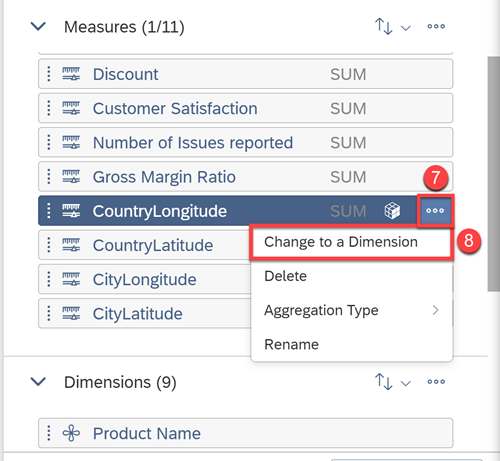 Measures (1/11)
Discount SUM
Customer Satisfaction SUM
Number of Issues reported SUM
Gross Margin Ratio SUM
7
CountryLongitude SUM
CountryLatitude
Change to a Dimension 8
Delete
CityLongitude
Aggregation Type
CityLatitude
Rename
Dimensions (9)
Product Name